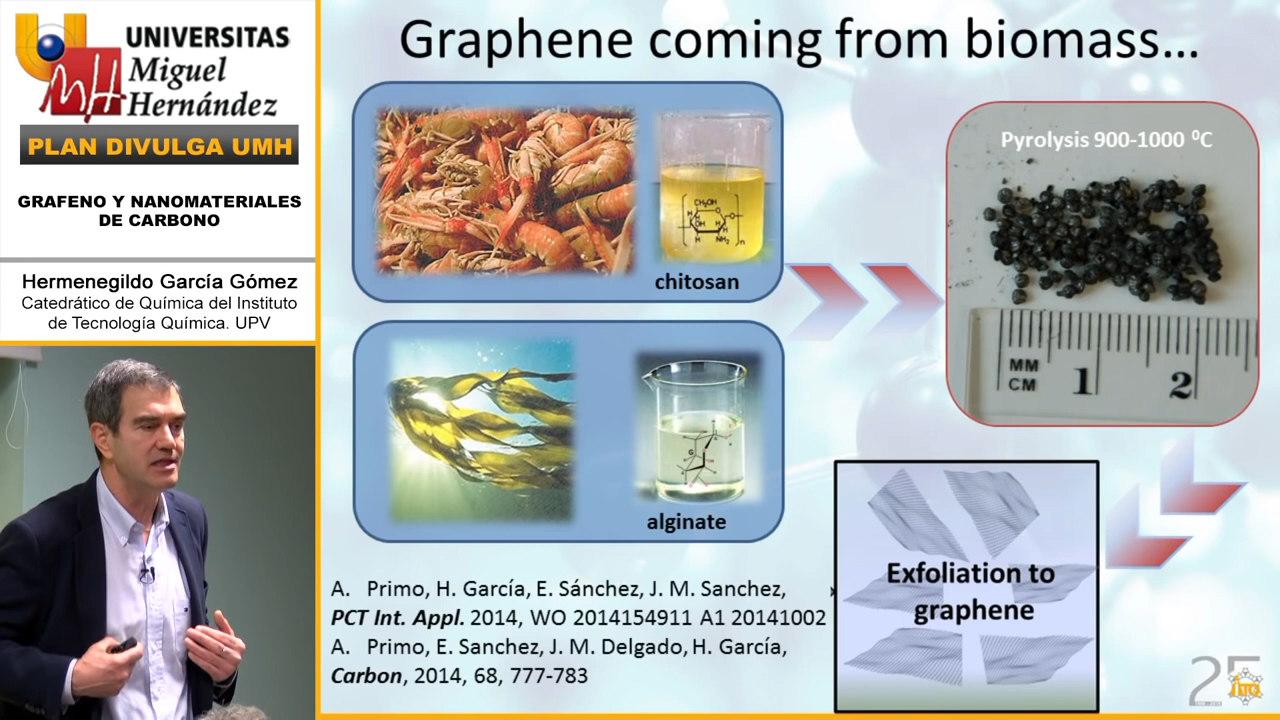 UNIVERSITAS
Miguel
Hernández
PLAN DIVULGA UMH
GRAFENO Y NANOMATERIALES
DE CARBONO
Hermenegildo García Gómez
Catedrático de Química del Instituto
de Tecnología Química. UPV
Graphene coming from biomass...
chitosan
alginate
Pyrolysis 900-1000 ⁰C
MM
CM 1 2
Exfoliation to
graphene
A. Primo, H. García, E. Sánchez, J. M. Sanchez,
PCT Int. Appl. 2014, WO 2014154911 A1 20141002
A. Primo, E. Sanchez, J. M. Delgado, H. García,
Carbon, 2014, 68, 777-783
25
ITQ